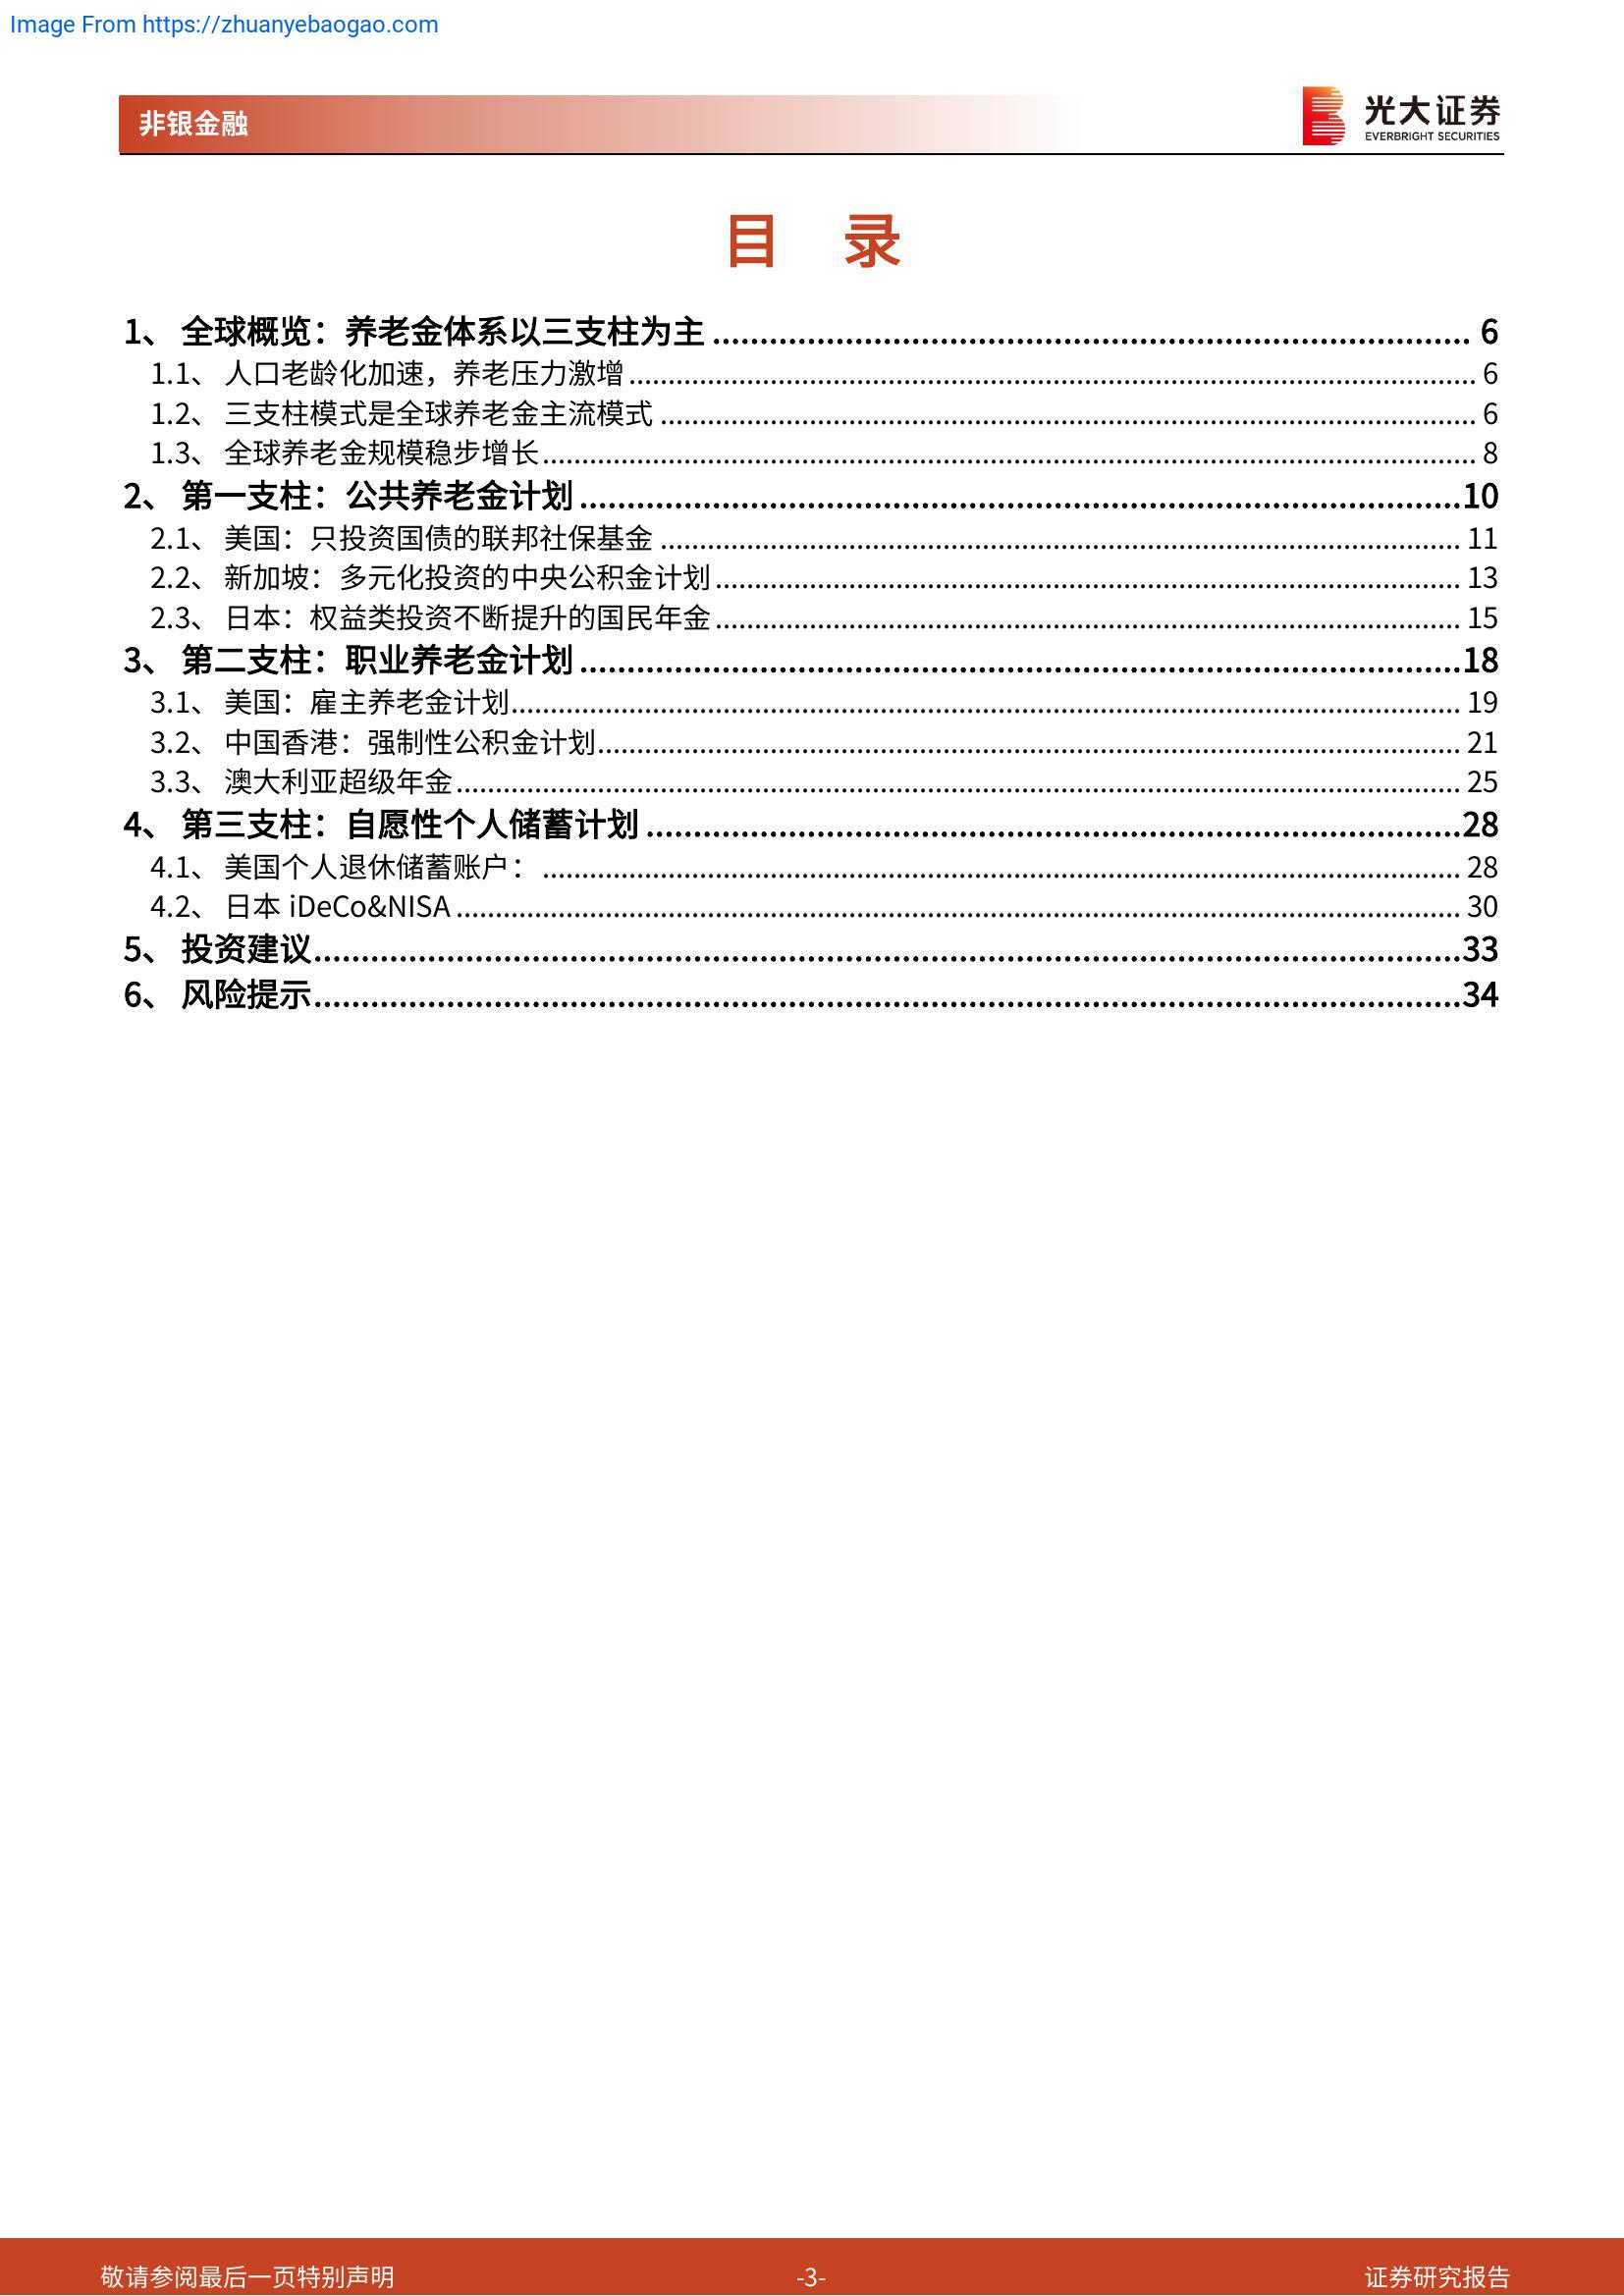 Image From https://zhuanyebaogao.com
非银金融
光大证券
EVERBRIGHT SECURITIES
目 录
1、 全球概览：养老金体系以三支柱为主 ........ 6
1.1、 人口老龄化加速，养老压力激增 ........ 6
1.2、 三支柱模式是全球养老金主流模式 ........ 6
1.3、 全球养老金规模稳步增长 ........ 8
2、 第一支柱：公共养老金计划 ........ 10
2.1、 美国：只投资国债的联邦社保基金 ........ 11
2.2、 新加坡：多元化投资的中央公积金计划 ........ 13
2.3、 日本：权益类投资不断提升的国民年金 ........ 15
3、 第二支柱：职业养老金计划 ........ 18
3.1、 美国：雇主养老金计划 ........ 19
3.2、 中国香港：强制性公积金计划 ........ 21
3.3、 澳大利亚超级年金 ........ 25
4、 第三支柱：自愿性个人储蓄计划 ........ 28
4.1、 美国个人退休储蓄账户： ........ 28
4.2、 日本 iDeCo&NISA ........ 30
5、 投资建议 ........ 33
6、 风险提示 ........ 34
敬请参阅最后一页特别声明 -3- 证券研究报告